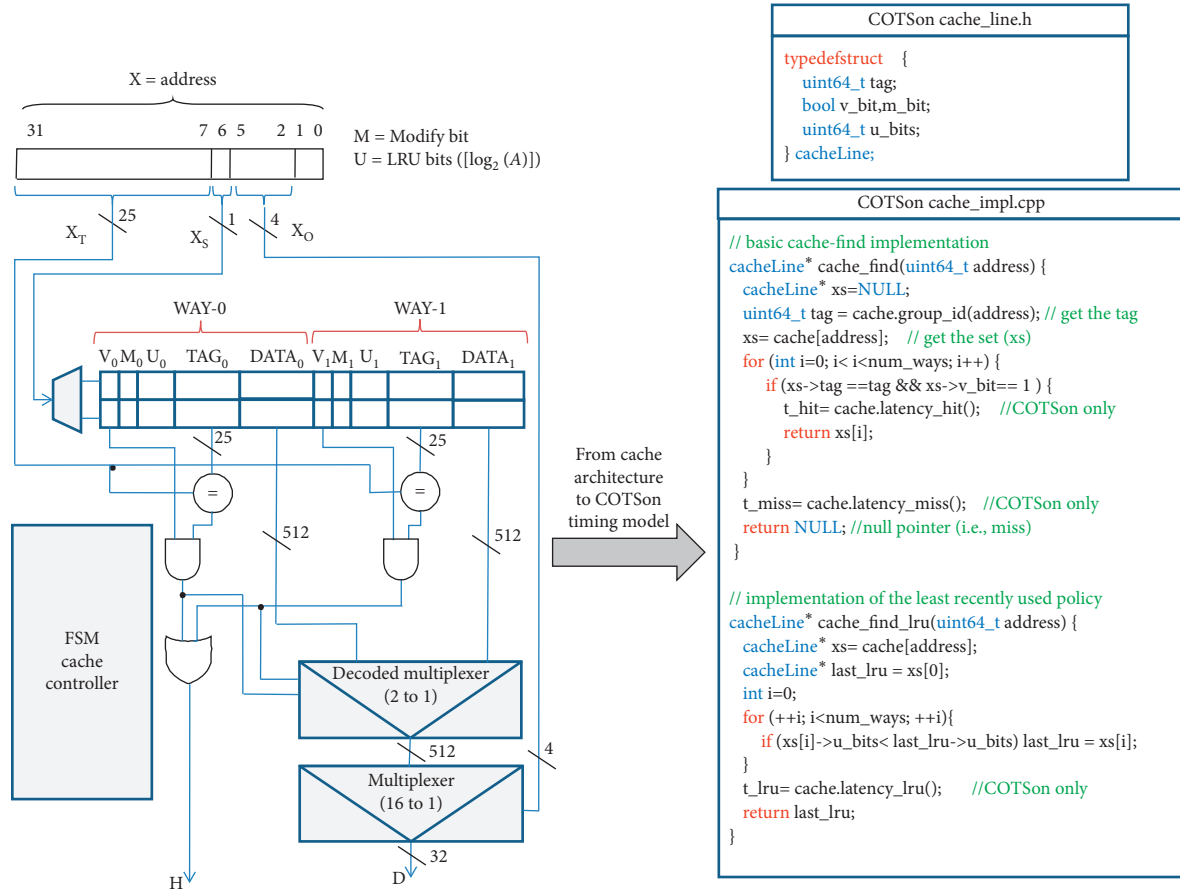 X = address
31 7 6 5 2 1 0
M = Modify bit
U = LRU bits ([log2 (A)])
25 1 4
XT XS XO
WAY-0 WAY-1
V0 M0 U0 TAG0 DATA0 V1 M1 U1 TAG1 DATA1
25 25
= =
512 512
FSM
cache
controller
Decoded multiplexer
(2 to 1)
512 4
Multiplexer
(16 to 1)
32
H D
From cache
architecture
to COTSon
timing model
COTSon cache_line.h
typedefstruct {
uint64_t tag;
bool v_bit,m_bit;
uint64_t u_bits;
} cacheLine;
COTSon cache_impl.cpp
// basic cache-find implementation
cacheLine* cache_find(uint64_t address) {
cacheLine* xs=NULL;
uint64_t tag = cache.group_id(address); // get the tag
xs= cache[address]; // get the set (xs)
for (int i=0; i< i<num_ways; i++) {
if (xs->tag ==tag && xs->v_bit== 1 ) {
t_hit= cache.latency_hit(); //COTSon only
return xs[i];
}
}
t_miss= cache.latency_miss(); //COTSon only
return NULL; //null pointer (i.e., miss)
}
// implementation of the least recently used policy
cacheLine* cache_find_lru(uint64_t address) {
cacheLine* xs= cache[address];
cacheLine* last_lru = xs[0];
int i=0;
for (++i; i<num_ways; ++i){
if (xs[i]->u_bits< last_lru->u_bits) last_lru = xs[i];
}
t_lru= cache.latency_lru(); //COTSon only
return last_lru;
}